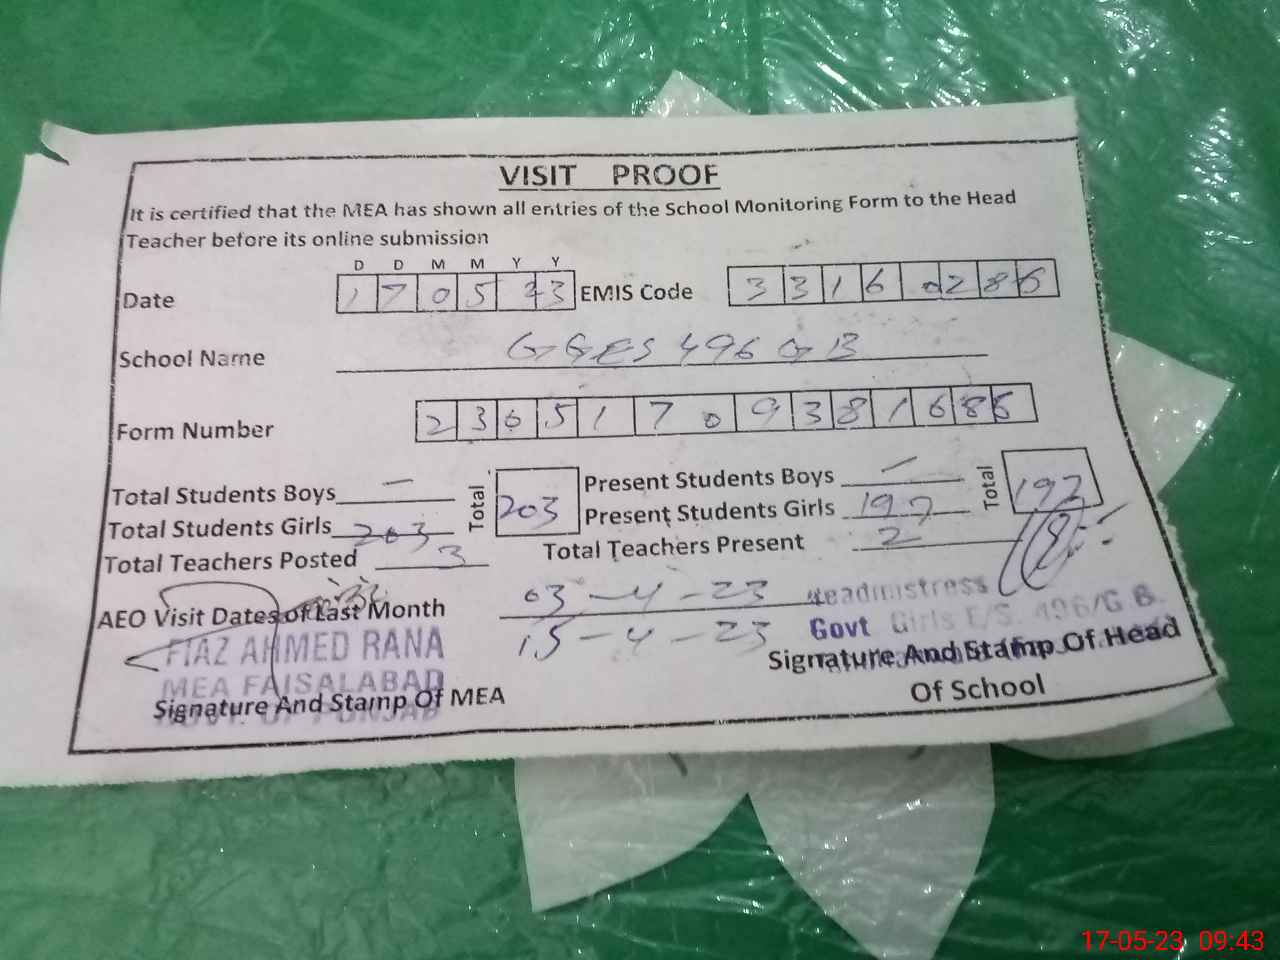 VISIT PROOF
It is certified that the MEA has shown all entries of the School Monitoring Form to the Head
Teacher before its online submission
D D M M Y Y
Date 1 7 0 5 23 EMIS Code 3 3 1 6 0286
School Name GGES 496 GB
Form Number 2 3 0 5 1 7 0 9 3 8 1 6 8 6
Total Students Boys — Total 203 Present Students Boys — Total 192
Total Students Girls 203 Present Students Girls 192
Total Teachers Posted 3 Total Teachers Present 2
AEO Visit Dates of Last Month 03-4-23
15-4-23
Headmistress
Govt Girls E/S. 496/G.B.
FIAZ AHMED RANA
MEA FAISALABAD
GOVT. OF PUNJAB
Signature And Stamp Of MEA
Signature And Stamp Of Head
Of School
17-05-23 09:43